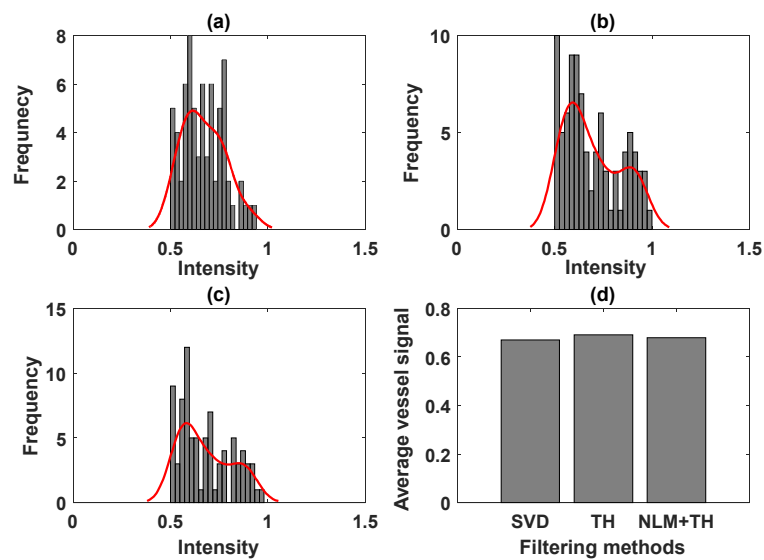 (a)
8
6
4
2
0
Frequnecy
0
0.5
1
1.5
Intensity
(b)
10
5
0
Frequency
0
0.5
1
1.5
Intensity
(c)
15
10
5
0
Frequency
0
0.5
1
1.5
Intensity
(d)
0.8
0.6
0.4
0.2
0
Average vessel signal
SVD TH NLM+TH
Filtering methods